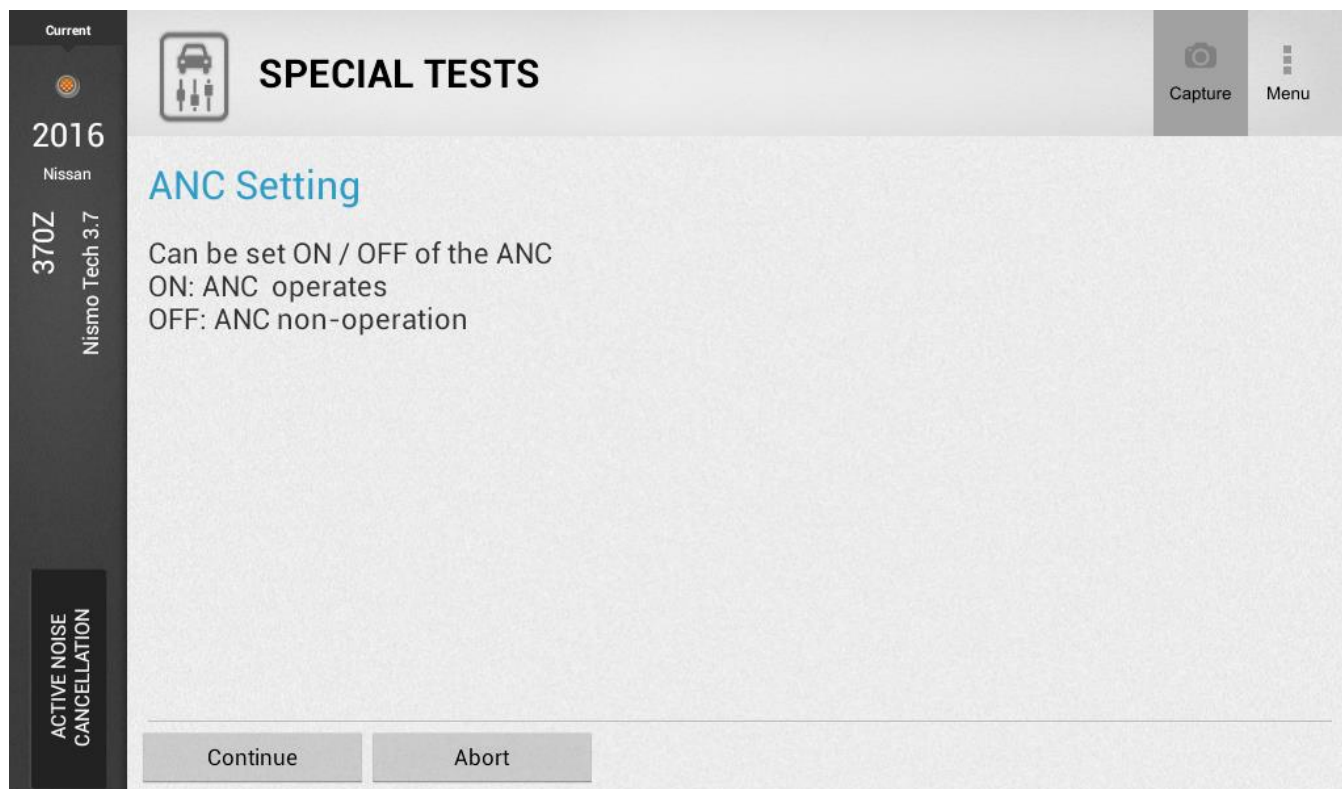 Current
2016
Nissan
370Z
Nismo Tech 3.7
ACTIVE NOISE
CANCELLATION
SPECIAL TESTS
Capture
Menu
ANC Setting
Can be set ON / OFF of the ANC
ON: ANC  operates
OFF: ANC non-operation
Continue
Abort